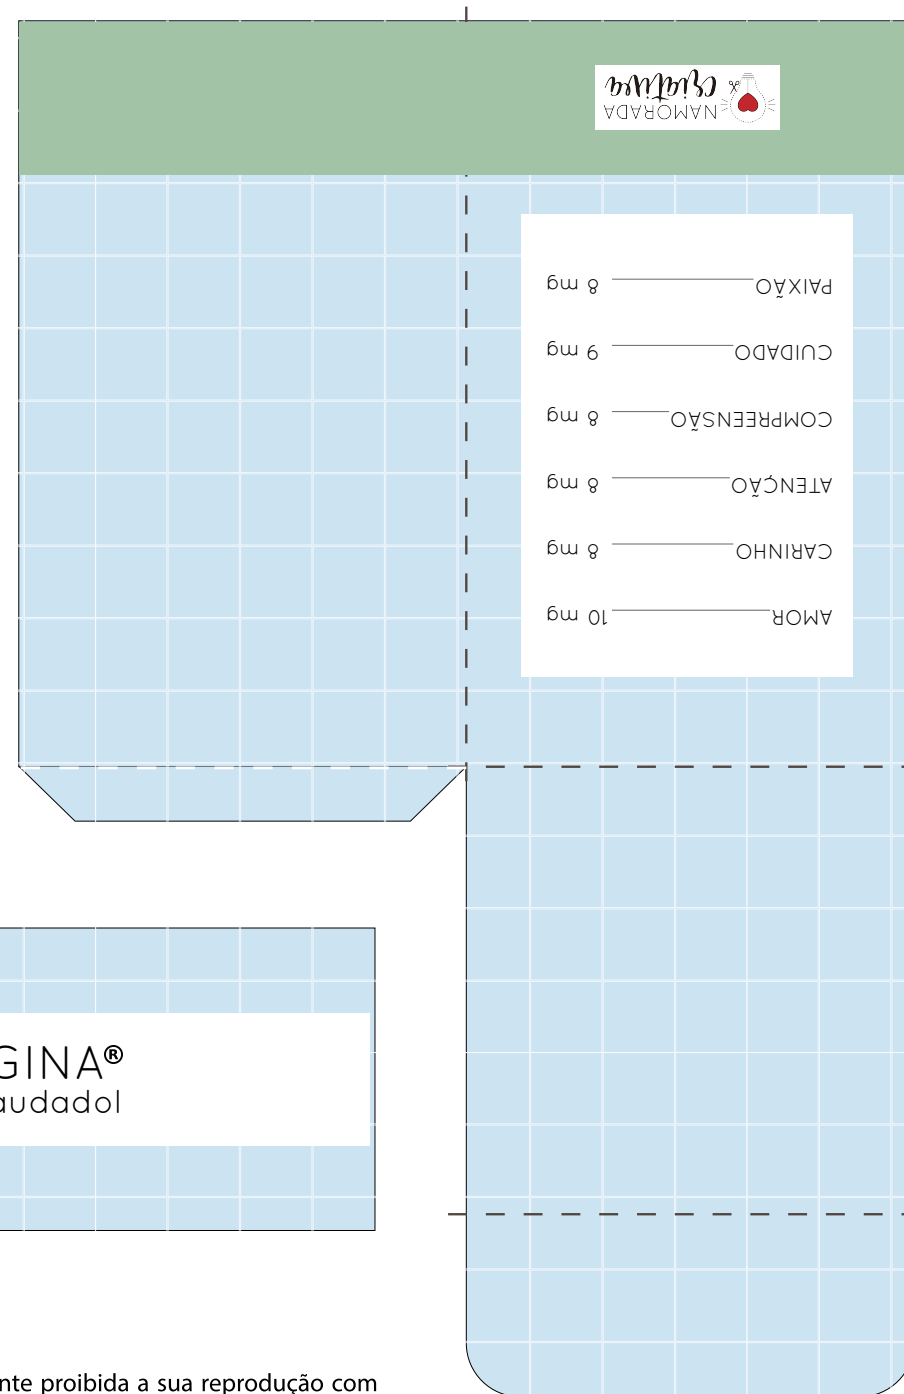 AMOR 10 mg
CARINHO 8 mg
ATENÇÃO 8 mg
COMPREENSÃO 8 mg
CUIDADO 9 mg
PAIXÃO 8 mg
NAMORADA
criativa
GINA®
audadol
nte proibida a sua reprodução com